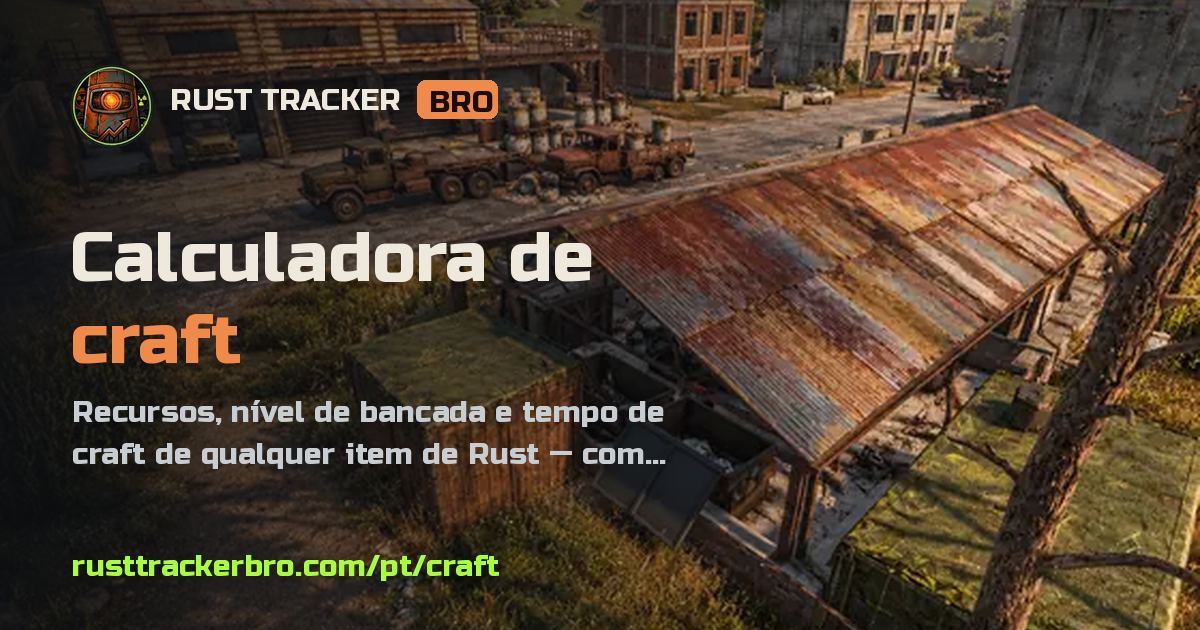 RUST TRACKER BRO
Calculadora de
craft
Recursos, nível de bancada e tempo de
craft de qualquer item de Rust — com...
rusttrackerbro.com/pt/craft